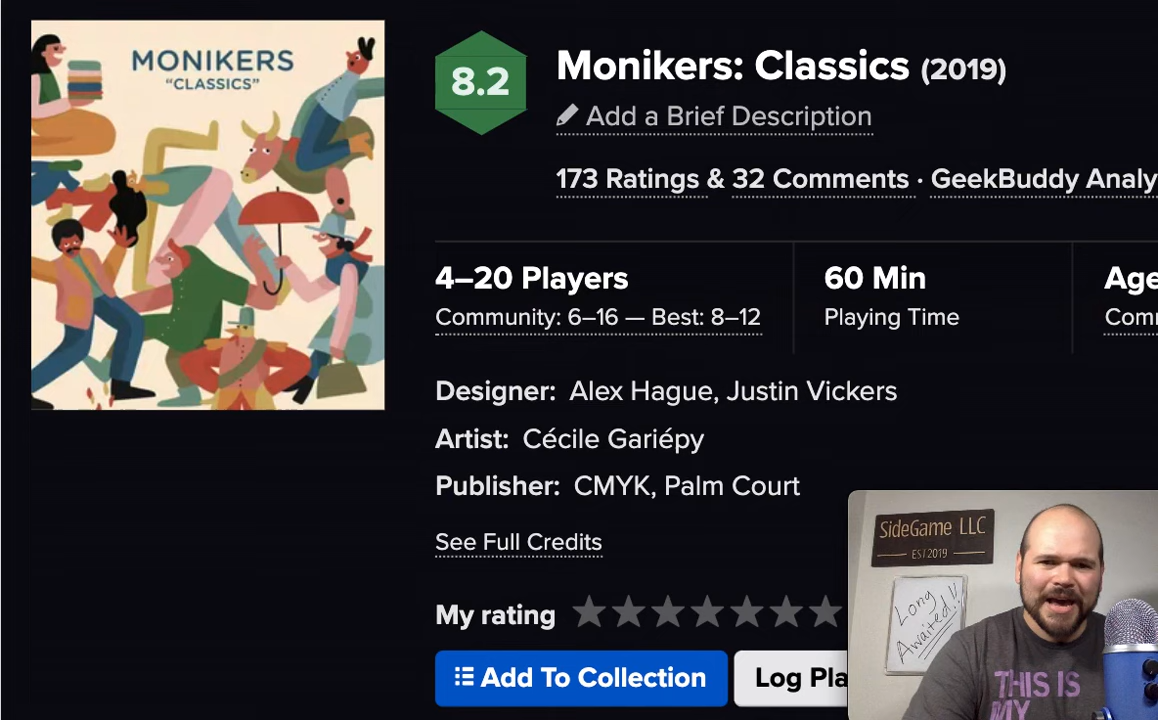 MONIKERS
“CLASSICS”
8.2
Monikers: Classics (2019)
Add a Brief Description
173 Ratings & 32 Comments · GeekBuddy Analy
4–20 Players
Community: 6–16 — Best: 8–12
60 Min
Playing Time
Age
Comm
Designer: Alex Hague, Justin Vickers
Artist: Cécile Gariépy
Publisher: CMYK, Palm Court
See Full Credits
My rating
Add To Collection
Log Pla
SideGame LLC
EST 2019
Long
Awaited!!
THIS IS
MY